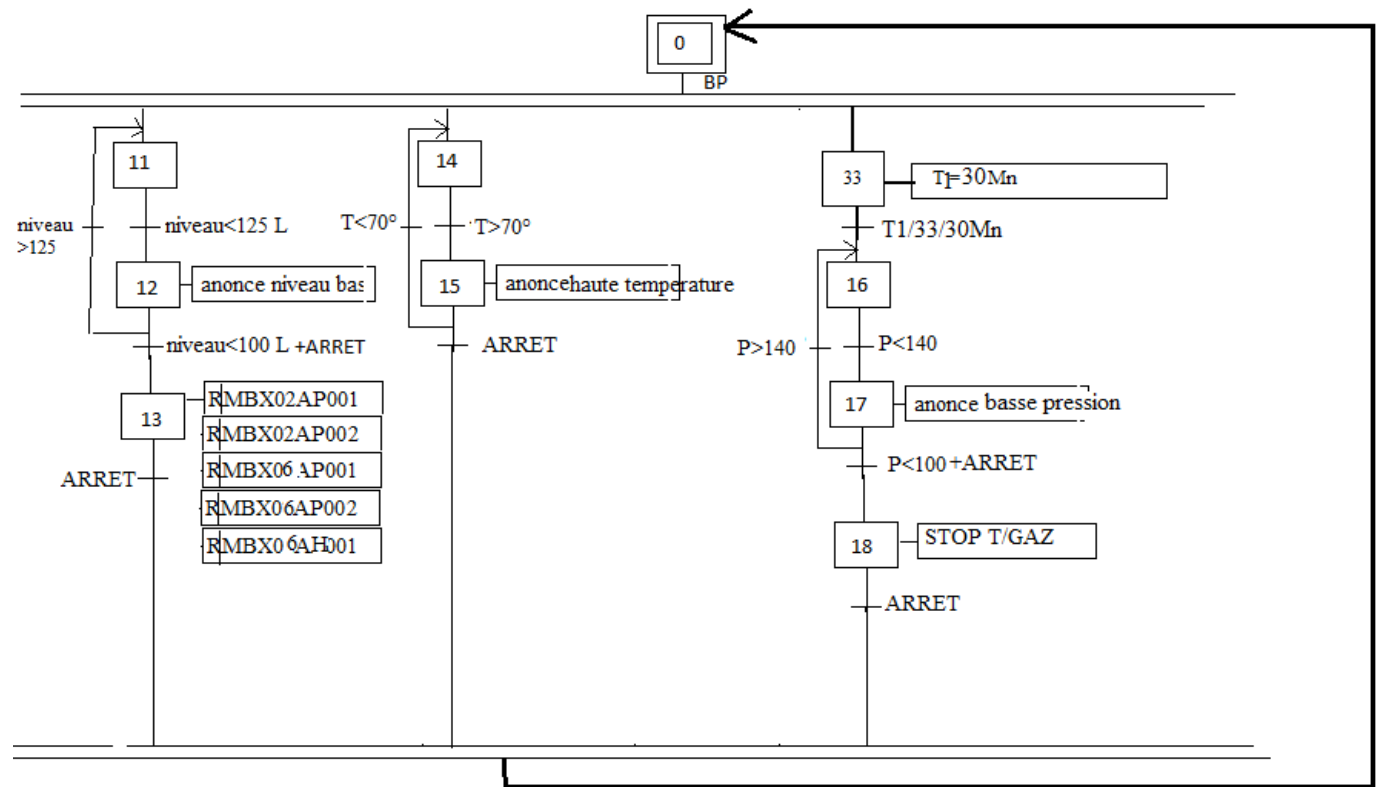 0
BP
11
niveau<125 L
niveau
>125
12
anonce niveau bas
niveau<100 L +ARRET
13
RMBX02AP001
RMBX02AP002
RMBX06 AP001
RMBX06AP002
RMBX06AH001
ARRET
14
T<70°
T>70°
15
anoncehaute temperature
ARRET
33
T1=30Mn
T1/33/30Mn
16
P>140
P<140
17
anonce basse pression
P<100+ARRET
18
STOP T/GAZ
ARRET